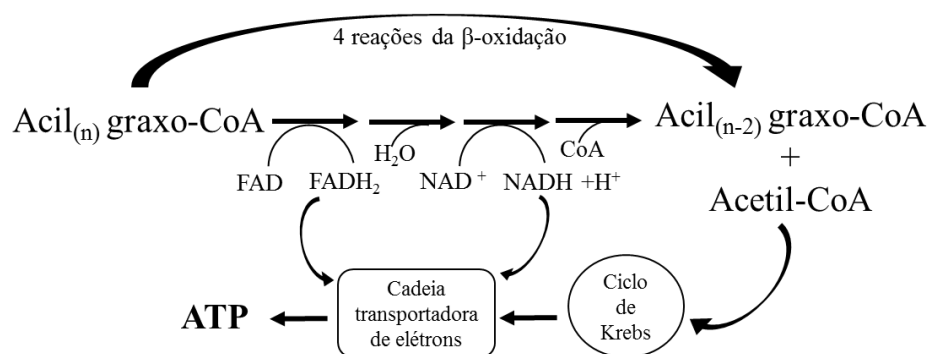 4 reações da β-oxidação
Acil(n) graxo-CoA
Acil(n-2) graxo-CoA
H2O
CoA
FAD
FADH2
NAD +
NADH +H+
+
Acetil-CoA
ATP
Cadeia
transportadora
de elétrons
Ciclo
de
Krebs